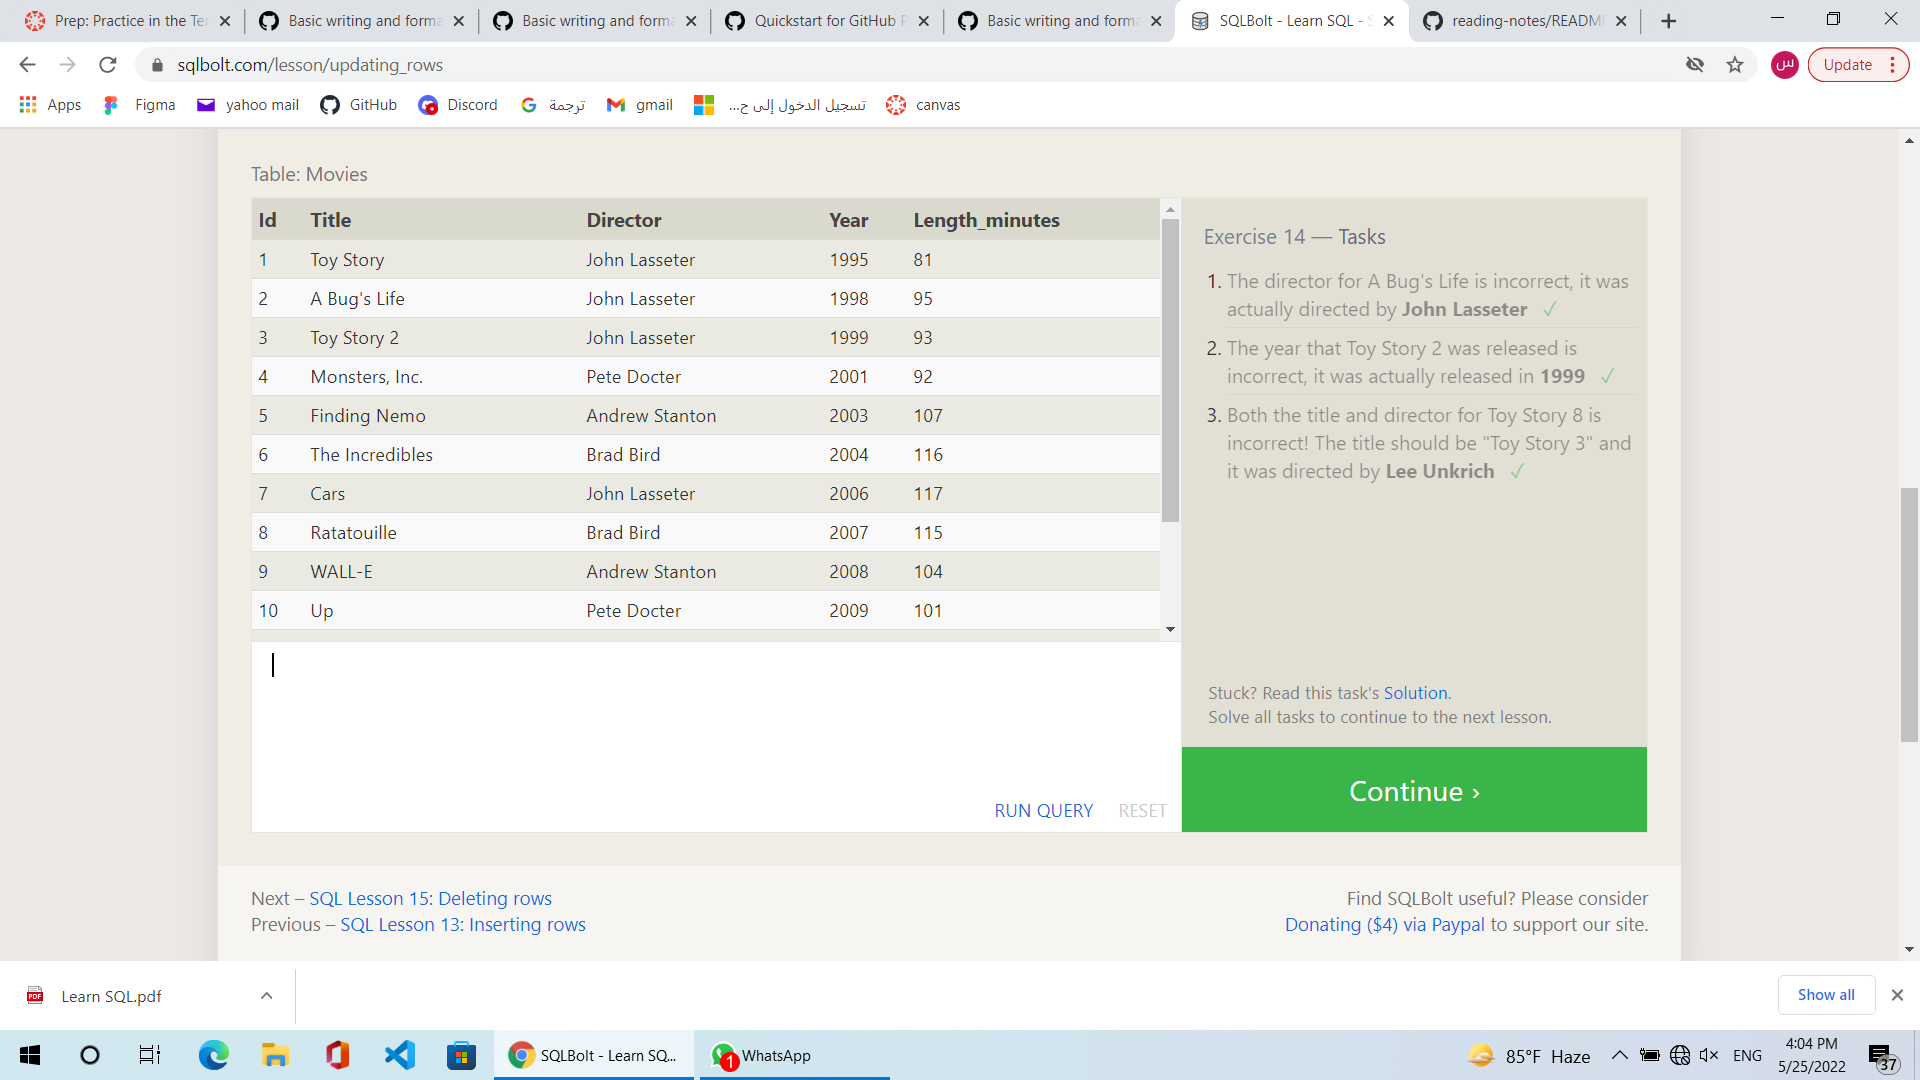 Prep: Practice in the Te
Basic writing and forma
Basic writing and forma
Quickstart for GitHub P
Basic writing and forma
SQLBolt - Learn SQL - S
reading-notes/READM
sqlbolt.com/lesson/updating_rows
س
Update
Apps
Figma
yahoo mail
GitHub
Discord
ترجمة
gmail
تسجيل الدخول إلى ح...
canvas
Table: Movies
Id Title Director Year Length_minutes
1 Toy Story John Lasseter 1995 81
2 A Bug's Life John Lasseter 1998 95
3 Toy Story 2 John Lasseter 1999 93
4 Monsters, Inc. Pete Docter 2001 92
5 Finding Nemo Andrew Stanton 2003 107
6 The Incredibles Brad Bird 2004 116
7 Cars John Lasseter 2006 117
8 Ratatouille Brad Bird 2007 115
9 WALL-E Andrew Stanton 2008 104
10 Up Pete Docter 2009 101
RUN QUERY RESET
Exercise 14 — Tasks
1. The director for A Bug's Life is incorrect, it was
actually directed by John Lasseter ✓
2. The year that Toy Story 2 was released is
incorrect, it was actually released in 1999 ✓
3. Both the title and director for Toy Story 8 is
incorrect! The title should be "Toy Story 3" and
it was directed by Lee Unkrich ✓
Stuck? Read this task's Solution.
Solve all tasks to continue to the next lesson.
Continue ›
Next – SQL Lesson 15: Deleting rows
Previous – SQL Lesson 13: Inserting rows
Find SQLBolt useful? Please consider
Donating ($4) via Paypal to support our site.
PDF
Learn SQL.pdf
Show all
SQLBolt - Learn SQ...
1
WhatsApp
85°F Haze
ENG
4:04 PM
5/25/2022
37